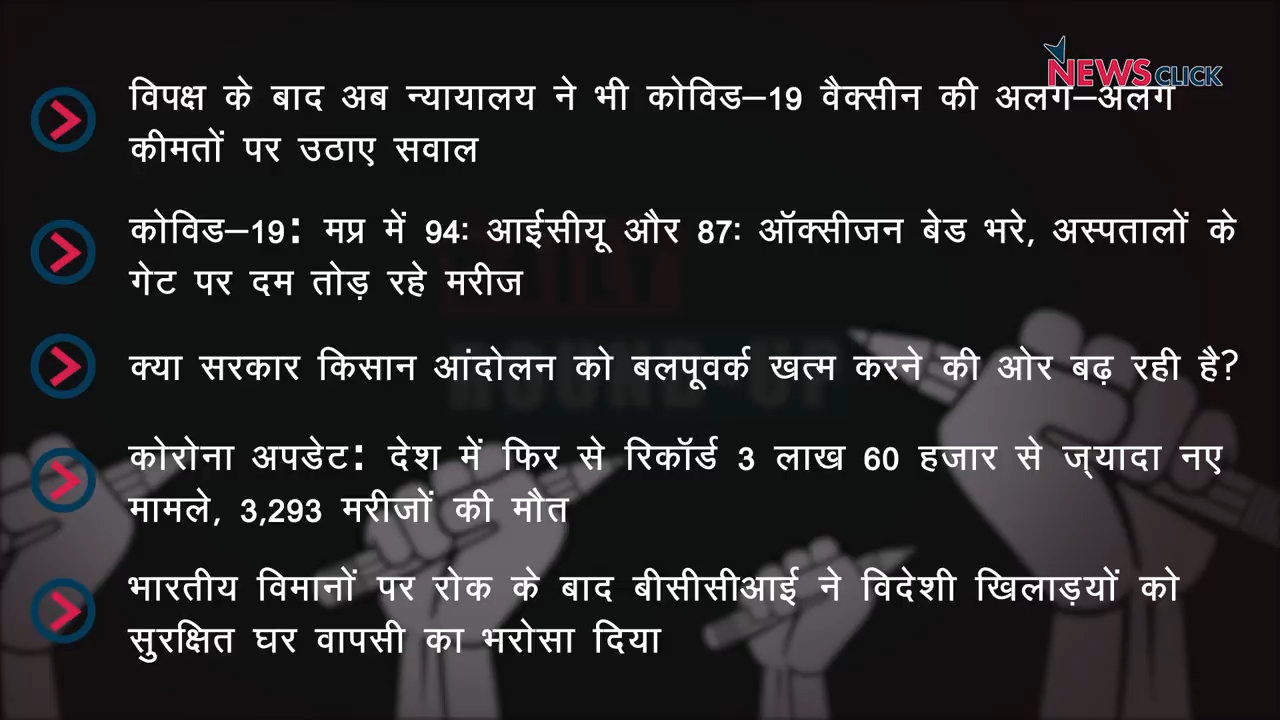 NEWSCLICK
विपक्ष के बाद अब न्यायालय ने भी कोविड–19 वैक्सीन की अलग–अलग
कीमतों पर उठाए सवाल
कोविड–19: मप्र में 94ः आईसीयू और 87ः ऑक्सीजन बेड भरे, अस्पतालों के
गेट पर दम तोड़ रहे मरीज
क्या सरकार किसान आंदोलन को बलपूवर्क खत्म करने की ओर बढ़ रही है?
कोरोना अपडेट: देश में फिर से रिकॉर्ड 3 लाख 60 हजार से ज्यादा नए
मामले, 3,293 मरीजों की मौत
भारतीय विमानों पर रोक के बाद बीसीसीआई ने विदेशी खिलाड़यों को
सुरक्षित घर वापसी का भरोसा दिया
ROUND-UP